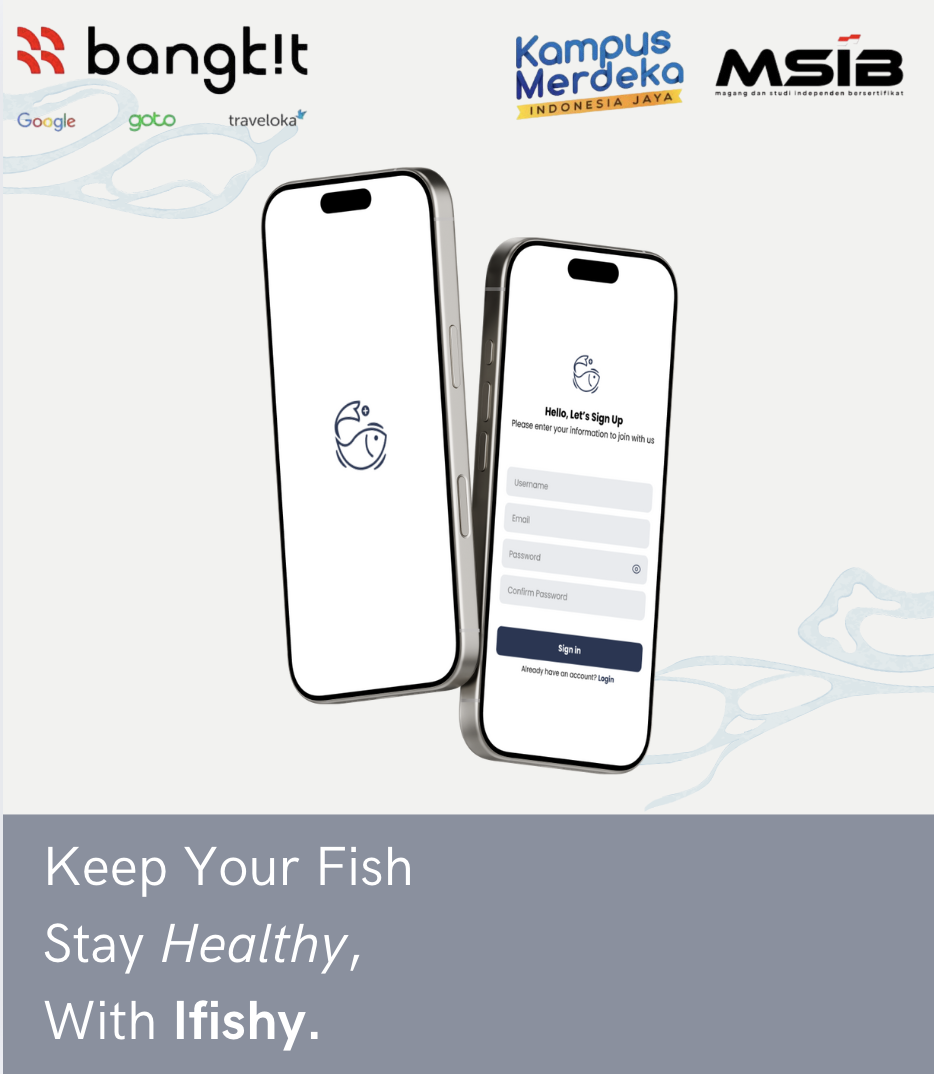 bangk!t
Google goto traveloka
Kampus
Merdeka
INDONESIA JAYA
MSIB
magang dan studi independen bersertifikat
Hello, Let's Sign Up
Please enter your information to join with us
Username
Email
Password
Confirm Password
Sign in
Already have an account? Login
Keep Your Fish
Stay Healthy,
With Ifishy.